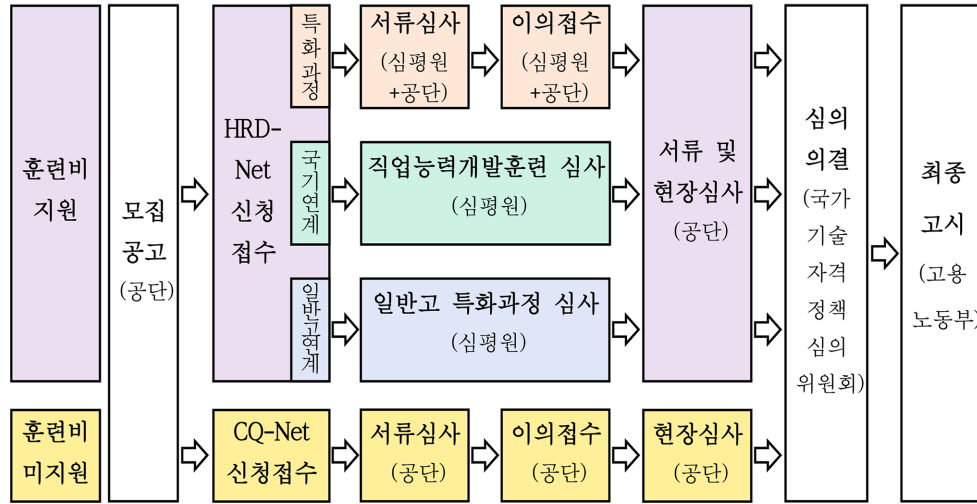 훈련비
지원
모집
공고
(공단)
HRD-
Net
신청
접수
특화과정
서류심사
(심평원
+공단)
이의접수
(심평원
+공단)
국기연계
직업능력개발훈련 심사
(심평원)
일반고연계
일반고 특화과정 심사
(심평원)
서류 및
현장심사
(공단)
심의
의결
(국가
기술
자격
정책
심의
위원회)
최종
고시
(고용
노동부)
훈련비
미지원
CQ-Net
신청접수
서류심사
(공단)
이의접수
(공단)
현장심사
(공단)